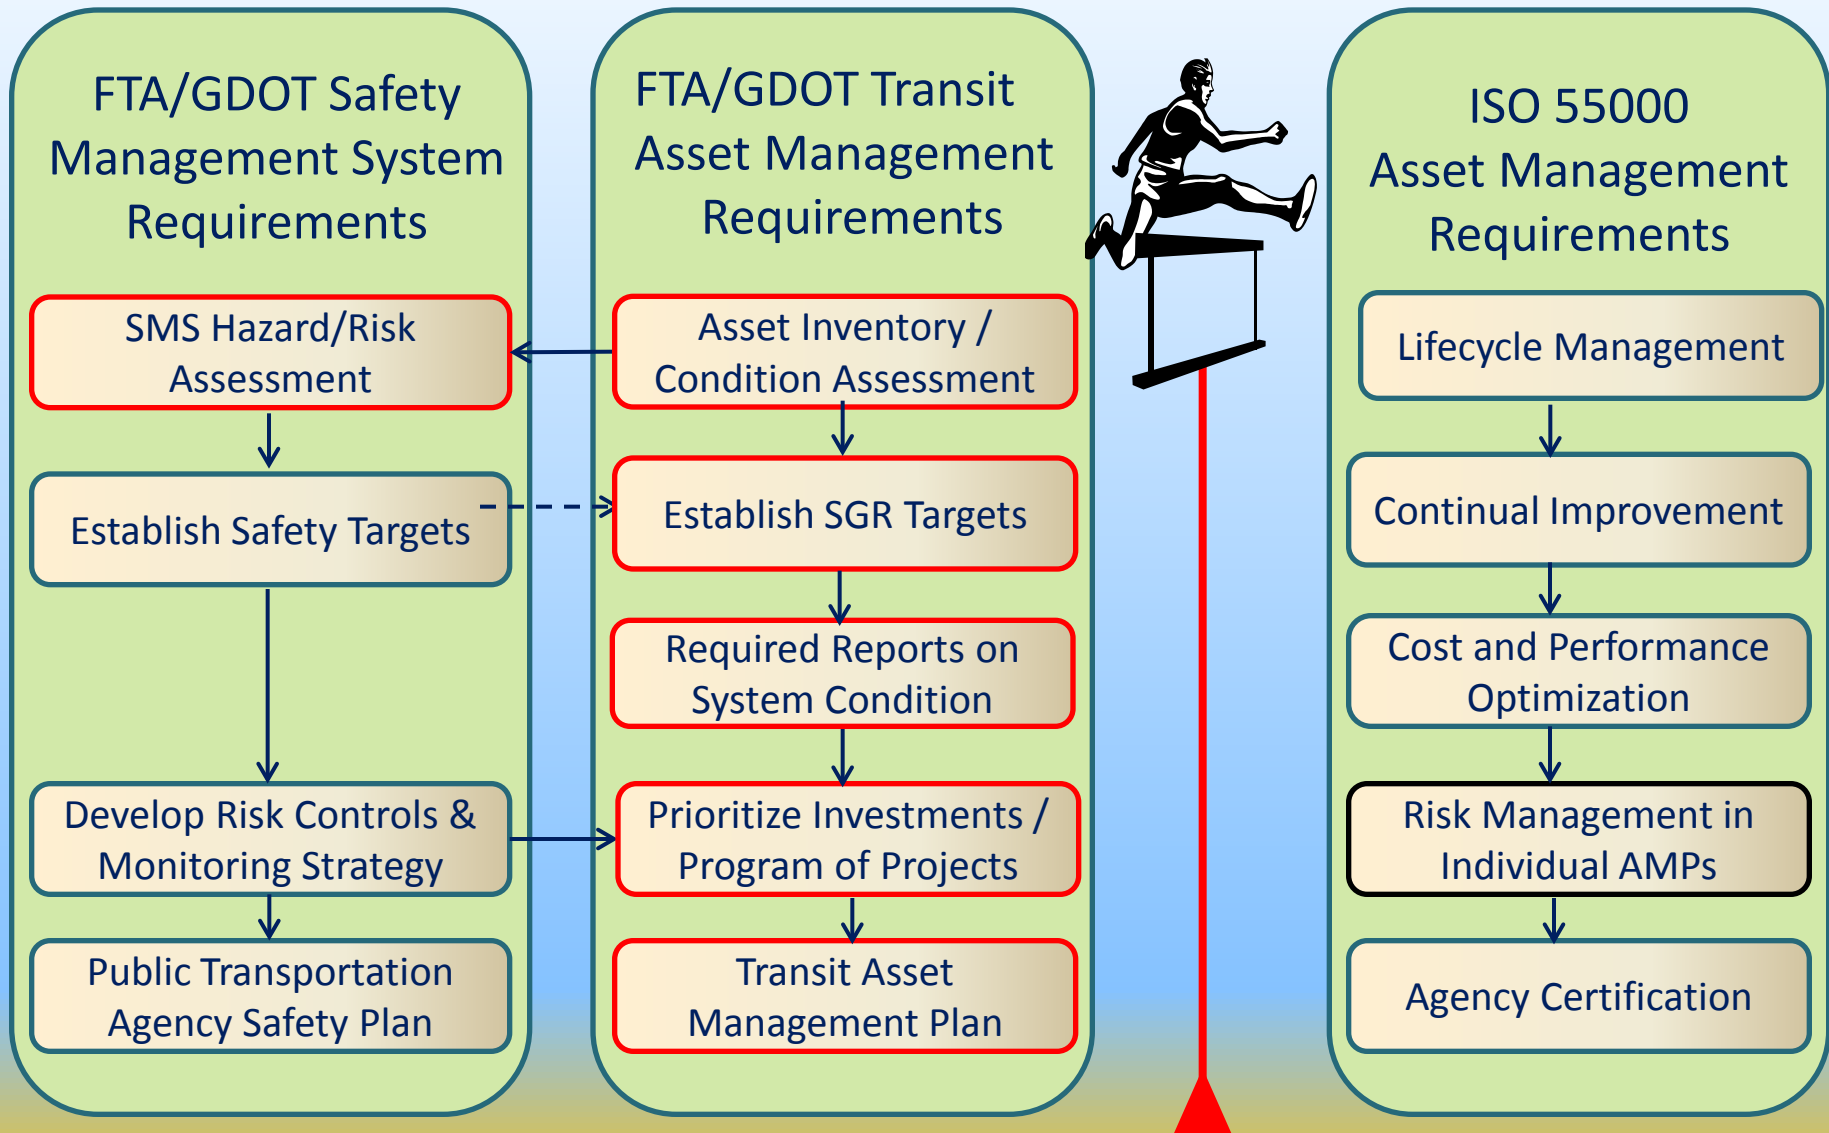 FTA/GDOT Safety
Management System
Requirements
SMS Hazard/Risk
Assessment
Establish Safety Targets
Develop Risk Controls &
Monitoring Strategy
Public Transportation
Agency Safety Plan
FTA/GDOT Transit
Asset Management
Requirements
Asset Inventory /
Condition Assessment
Establish SGR Targets
Required Reports on
System Condition
Prioritize Investments /
Program of Projects
Transit Asset
Management Plan
ISO 55000
Asset Management
Requirements
Lifecycle Management
Continual Improvement
Cost and Performance
Optimization
Risk Management in
Individual AMPs
Agency Certification